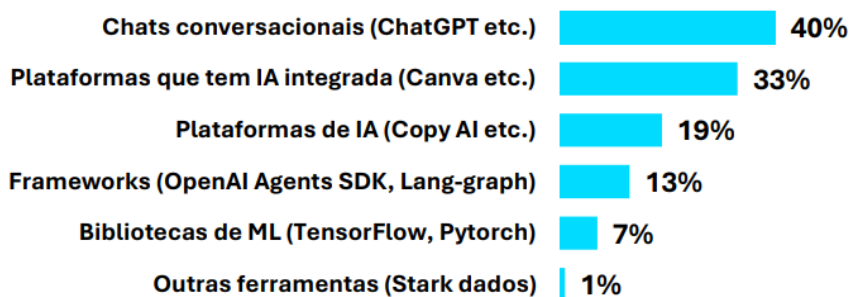 Chats conversacionais (ChatGPT etc.) 40%
Plataformas que tem IA integrada (Canva etc.) 33%
Plataformas de IA (Copy AI etc.) 19%
Frameworks (OpenAI Agents SDK, Lang-graph) 13%
Bibliotecas de ML (TensorFlow, Pytorch) 7%
Outras ferramentas (Stark dados) 1%